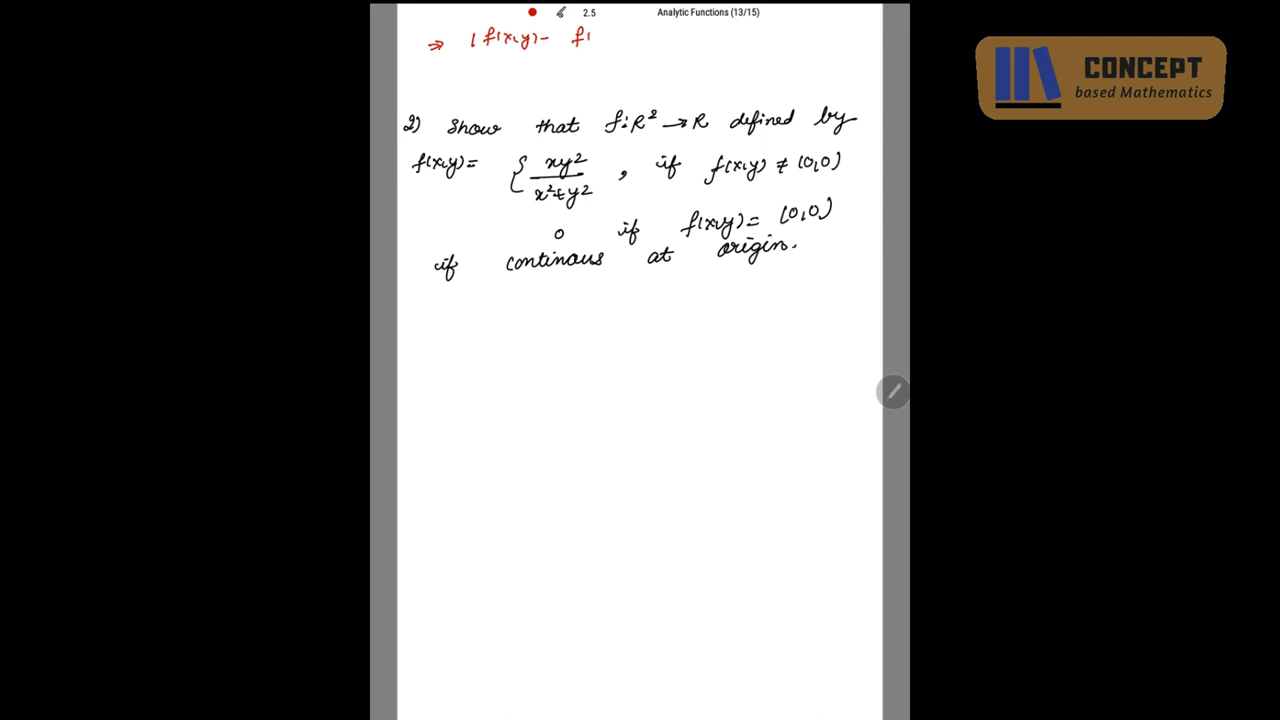 2.5 Analytic Functions (13/15)
⇒ |f(x,y) - f(
CONCEPT
based Mathematics
2) Show that f:R² → R defined by
f(x,y) = { xy² / x²+y² , if f(x,y) ≠ (0,0)
0 if f(x,y) = (0,0)
if continous at origin.